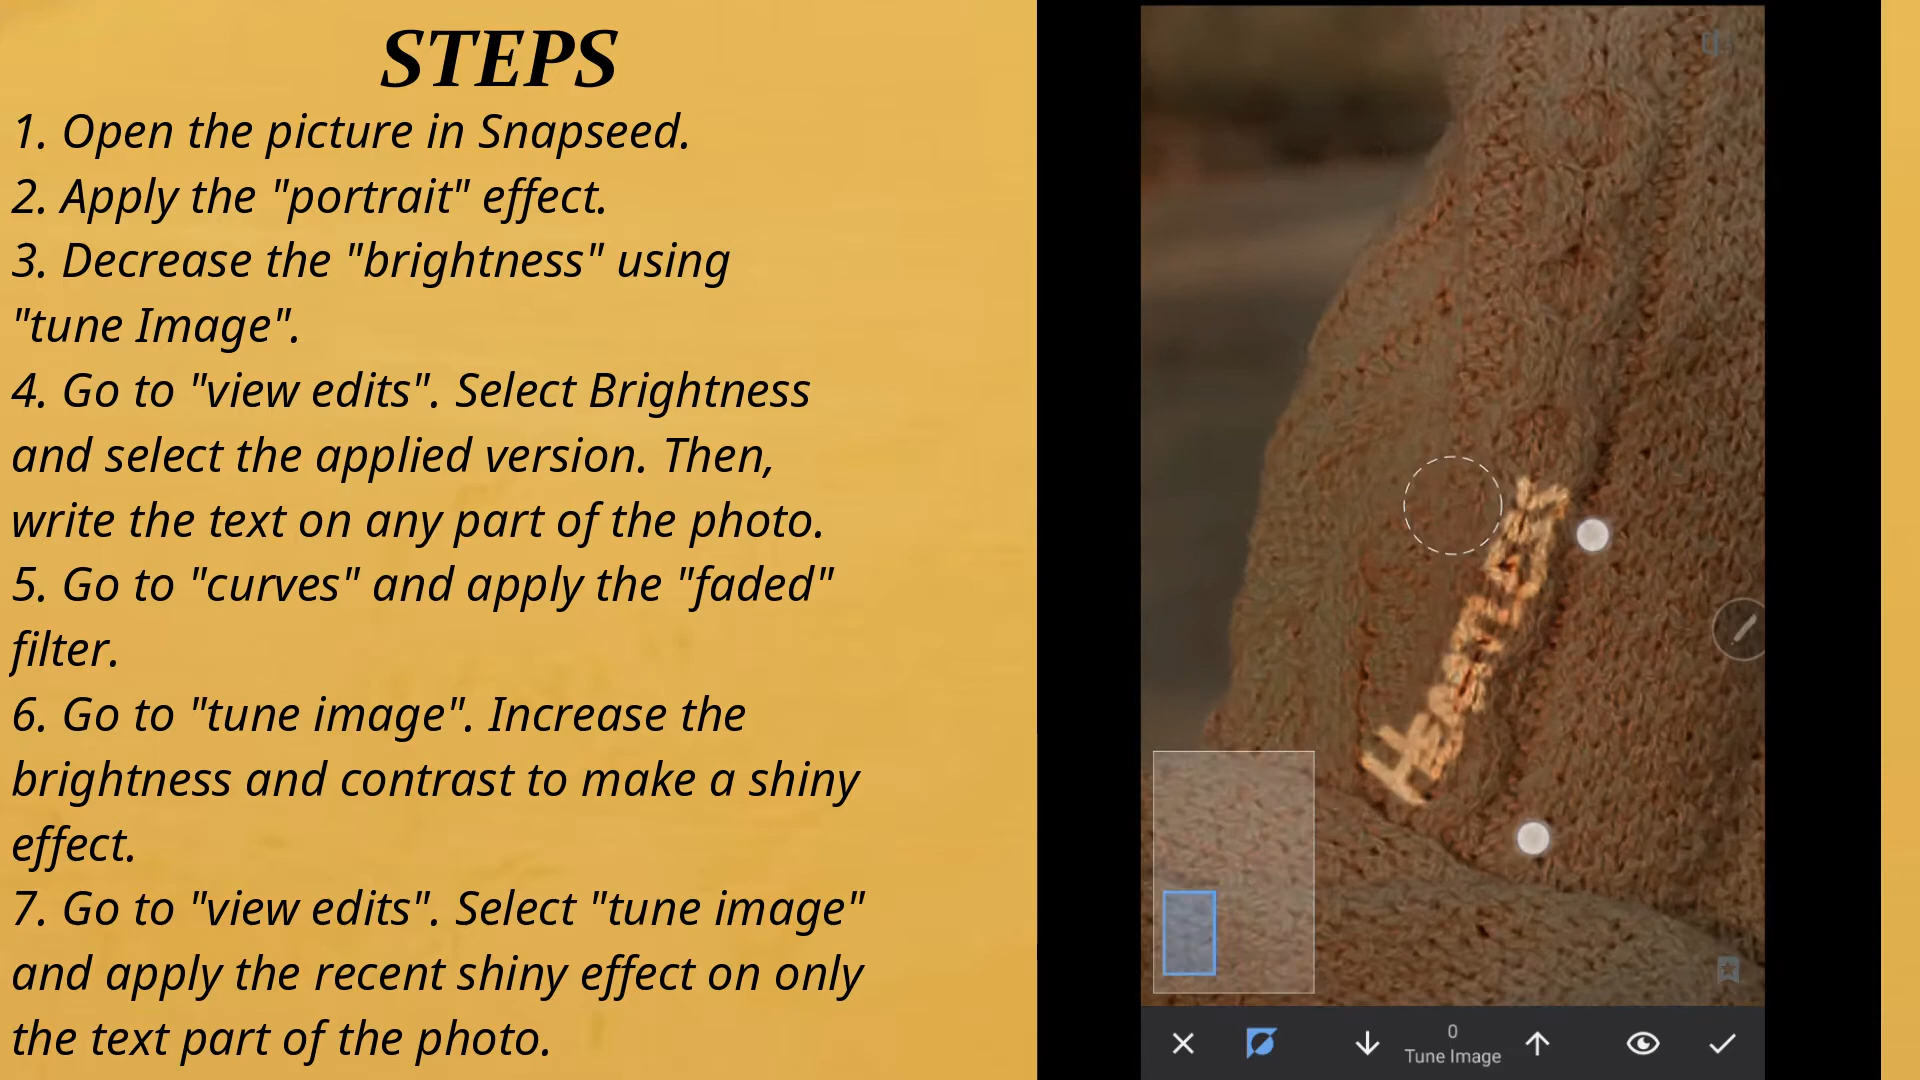 STEPS
1. Open the picture in Snapseed.
2. Apply the "portrait" effect.
3. Decrease the "brightness" using
"tune Image".
4. Go to "view edits". Select Brightness
and select the applied version. Then,
write the text on any part of the photo.
5. Go to "curves" and apply the "faded"
filter.
6. Go to "tune image". Increase the
brightness and contrast to make a shiny
effect.
7. Go to "view edits". Select "tune image"
and apply the recent shiny effect on only
the text part of the photo.
0
Tune Image